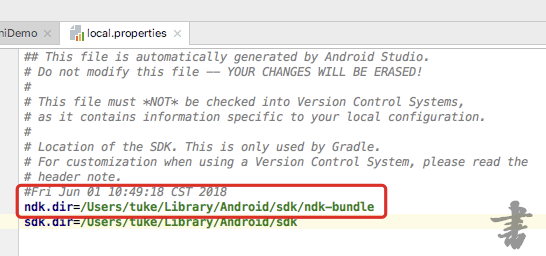 niDemo
local.properties
## This file is automatically generated by Android Studio.
# Do not modify this file -- YOUR CHANGES WILL BE ERASED!
#
# This file must *NOT* be checked into Version Control Systems,
# as it contains information specific to your local configuration.
#
# Location of the SDK. This is only used by Gradle.
# For customization when using a Version Control System, please read the
# header note.
#Fri Jun 01 10:49:18 CST 2018
ndk.dir=/Users/tuke/Library/Android/sdk/ndk-bundle
sdk.dir=/Users/tuke/Library/Android/sdk
書